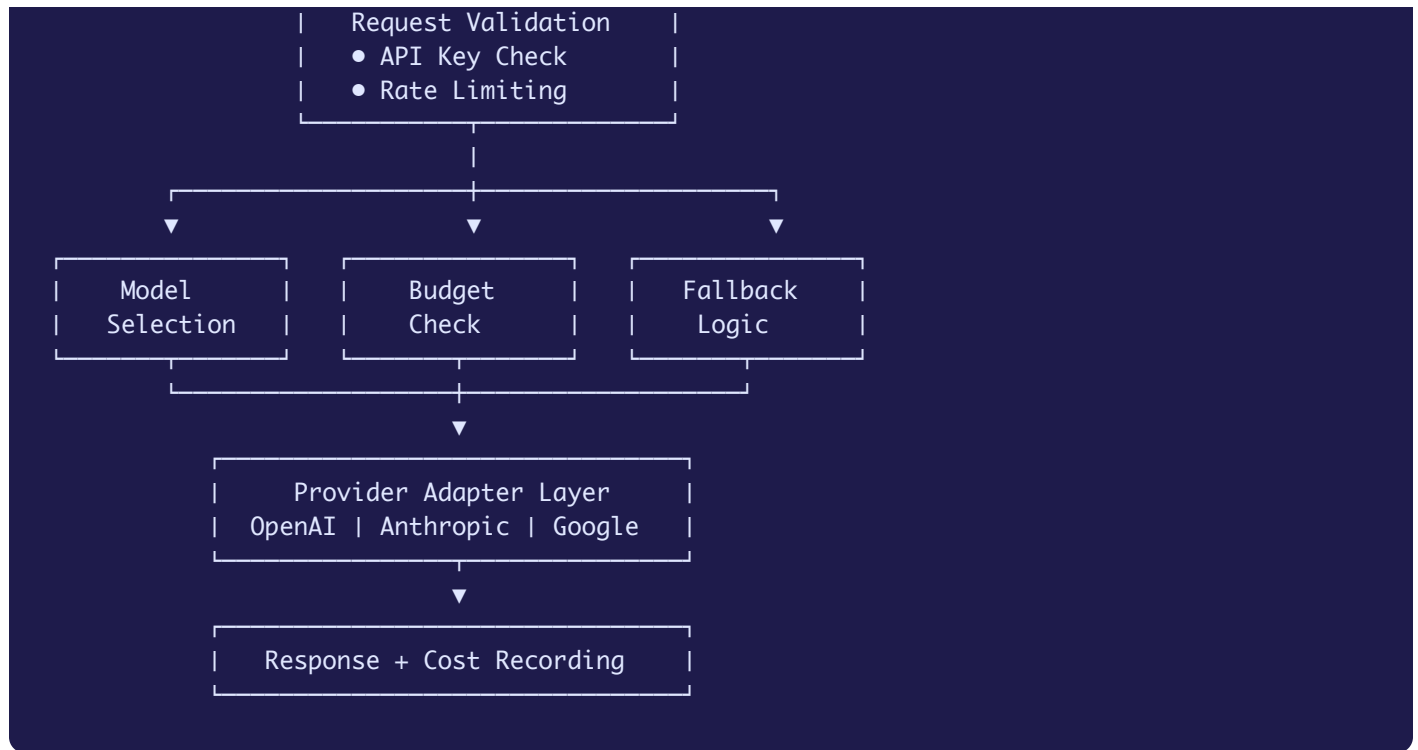 Request Validation
● API Key Check
● Rate Limiting
Model Budget Fallback
Selection Check Logic
Provider Adapter Layer
OpenAI | Anthropic | Google
Response + Cost Recording